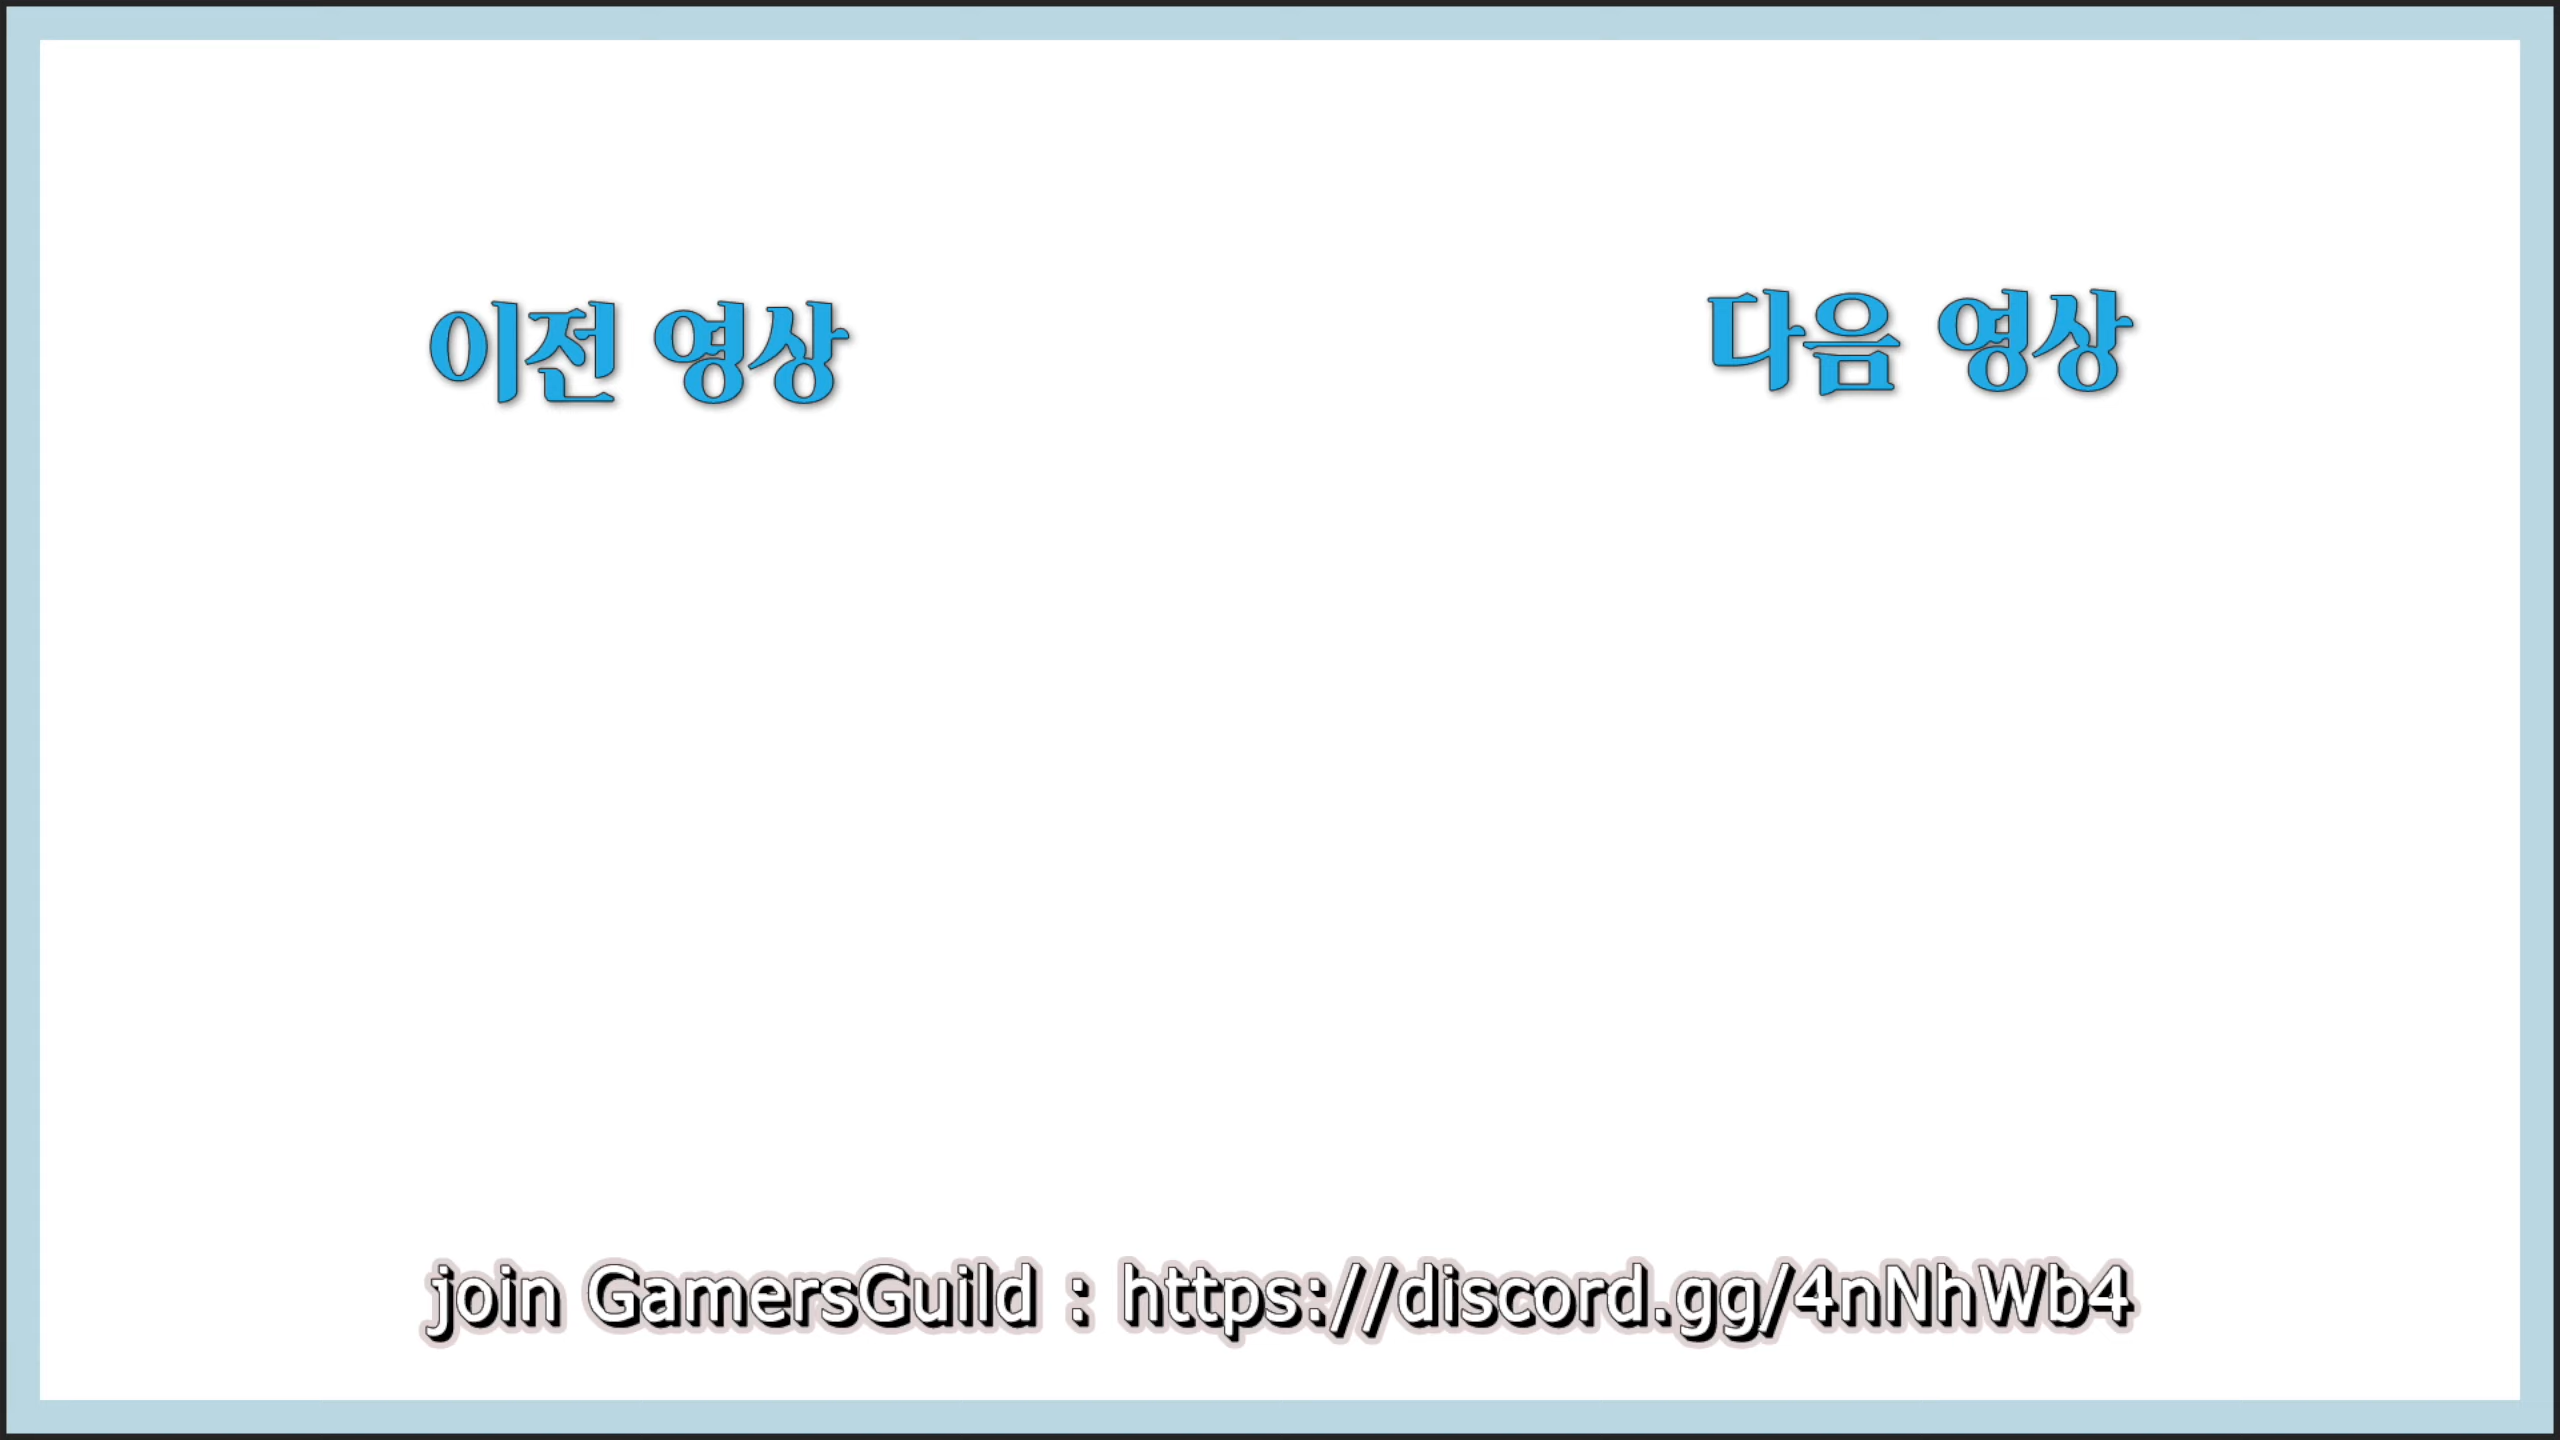 이전 영상
다음 영상
join GamersGuild : https://discord.gg/4nNhWb4